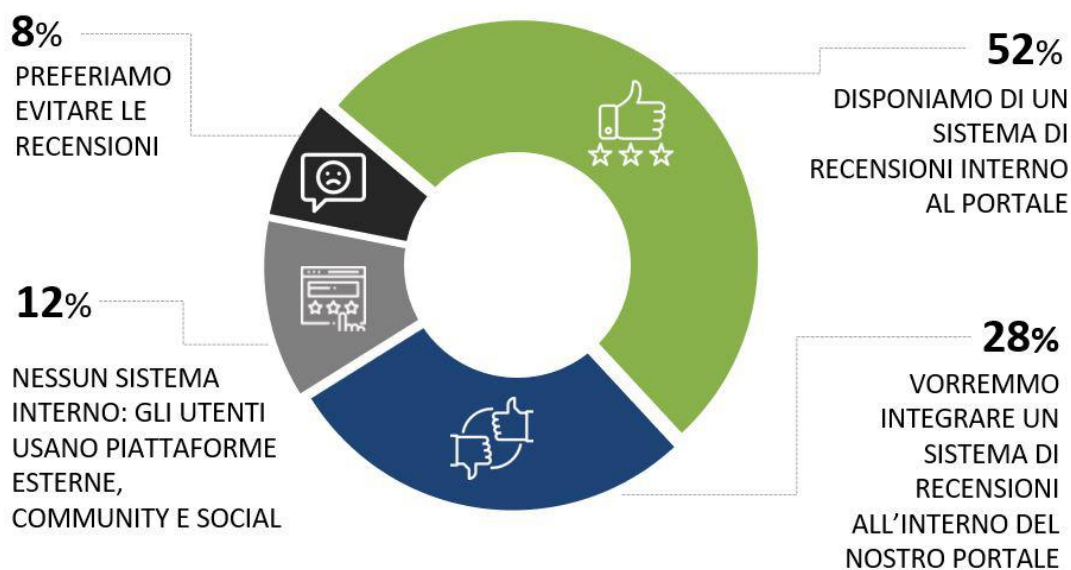 8%
PREFERIAMO
EVITARE LE
RECENSIONI
52%
DISPONIAMO DI UN
SISTEMA DI
RECENSIONI INTERNO
AL PORTALE
12%
NESSUN SISTEMA
INTERNO: GLI UTENTI
USANO PIATTAFORME
ESTERNE,
COMMUNITY E SOCIAL
28%
VORREMMO
INTEGRARE UN
SISTEMA DI
RECENSIONI
ALL'INTERNO DEL
NOSTRO PORTALE